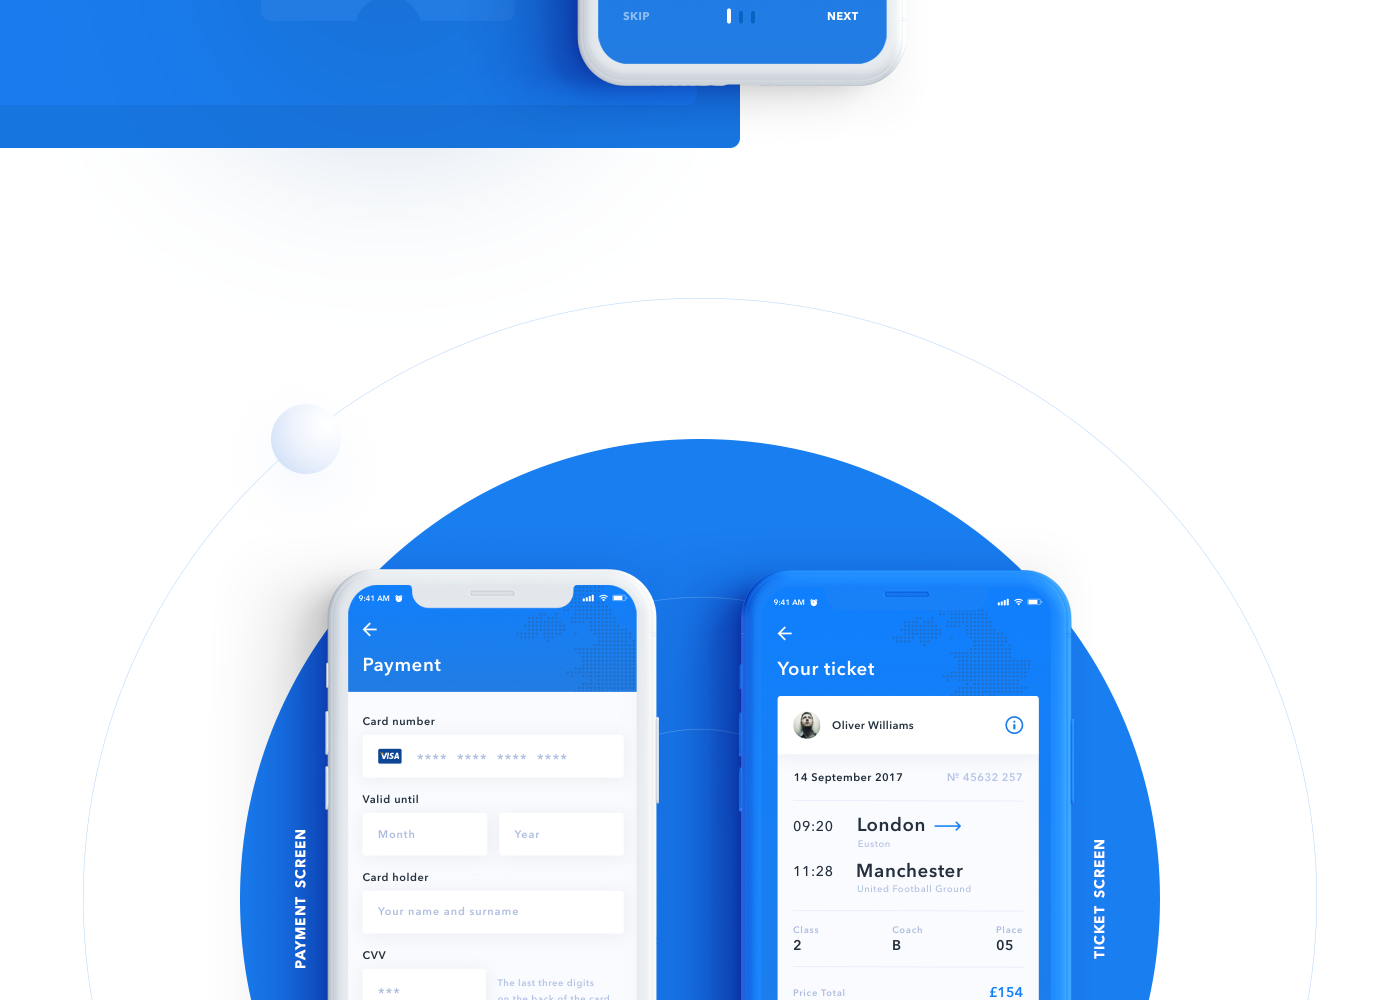 SKIP
NEXT
9:41 AM
Payment
Card number
VISA **** **** **** ****
Valid until
Month
Year
Card holder
Your name and surname
CVV
***
The last three digits
on the back of the card
PAYMENT SCREEN
9:41 AM
Your ticket
Oliver Williams
14 September 2017
Nº 45632 257
09:20
London
Euston
11:28
Manchester
United Football Ground
Class
Coach
Place
2
B
05
Price Total
£154
TICKET SCREEN